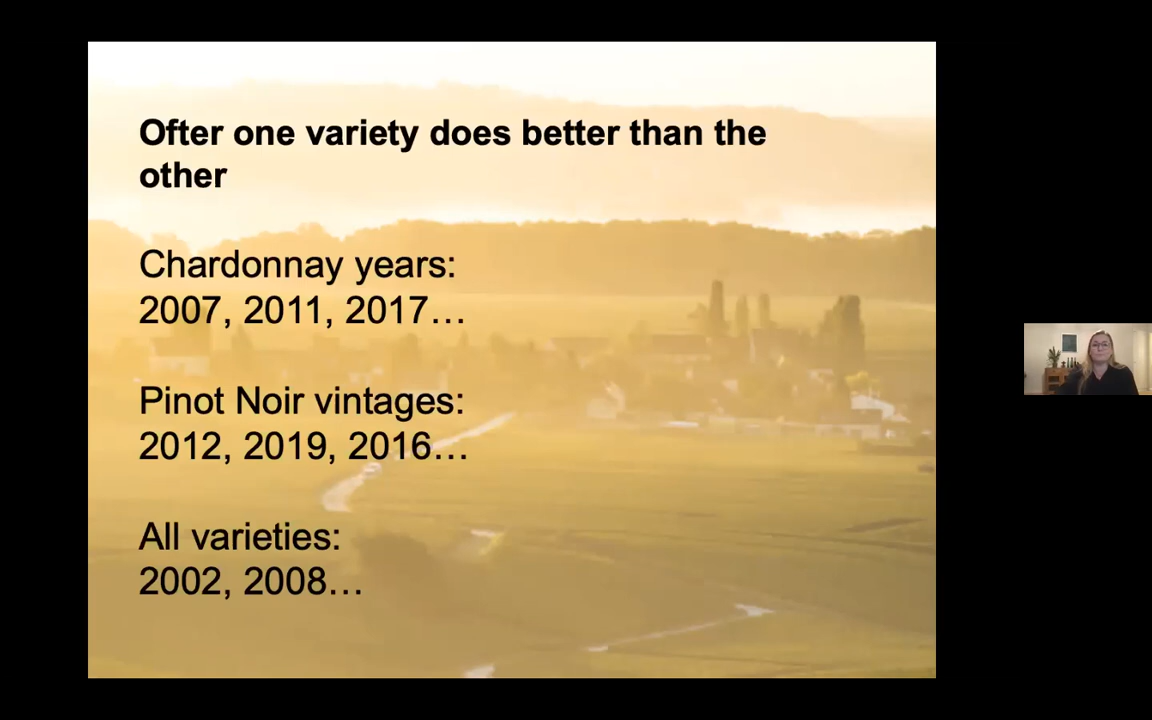 Ofter one variety does better than the
other
Chardonnay years:
2007, 2011, 2017…
Pinot Noir vintages:
2012, 2019, 2016…
All varieties:
2002, 2008…